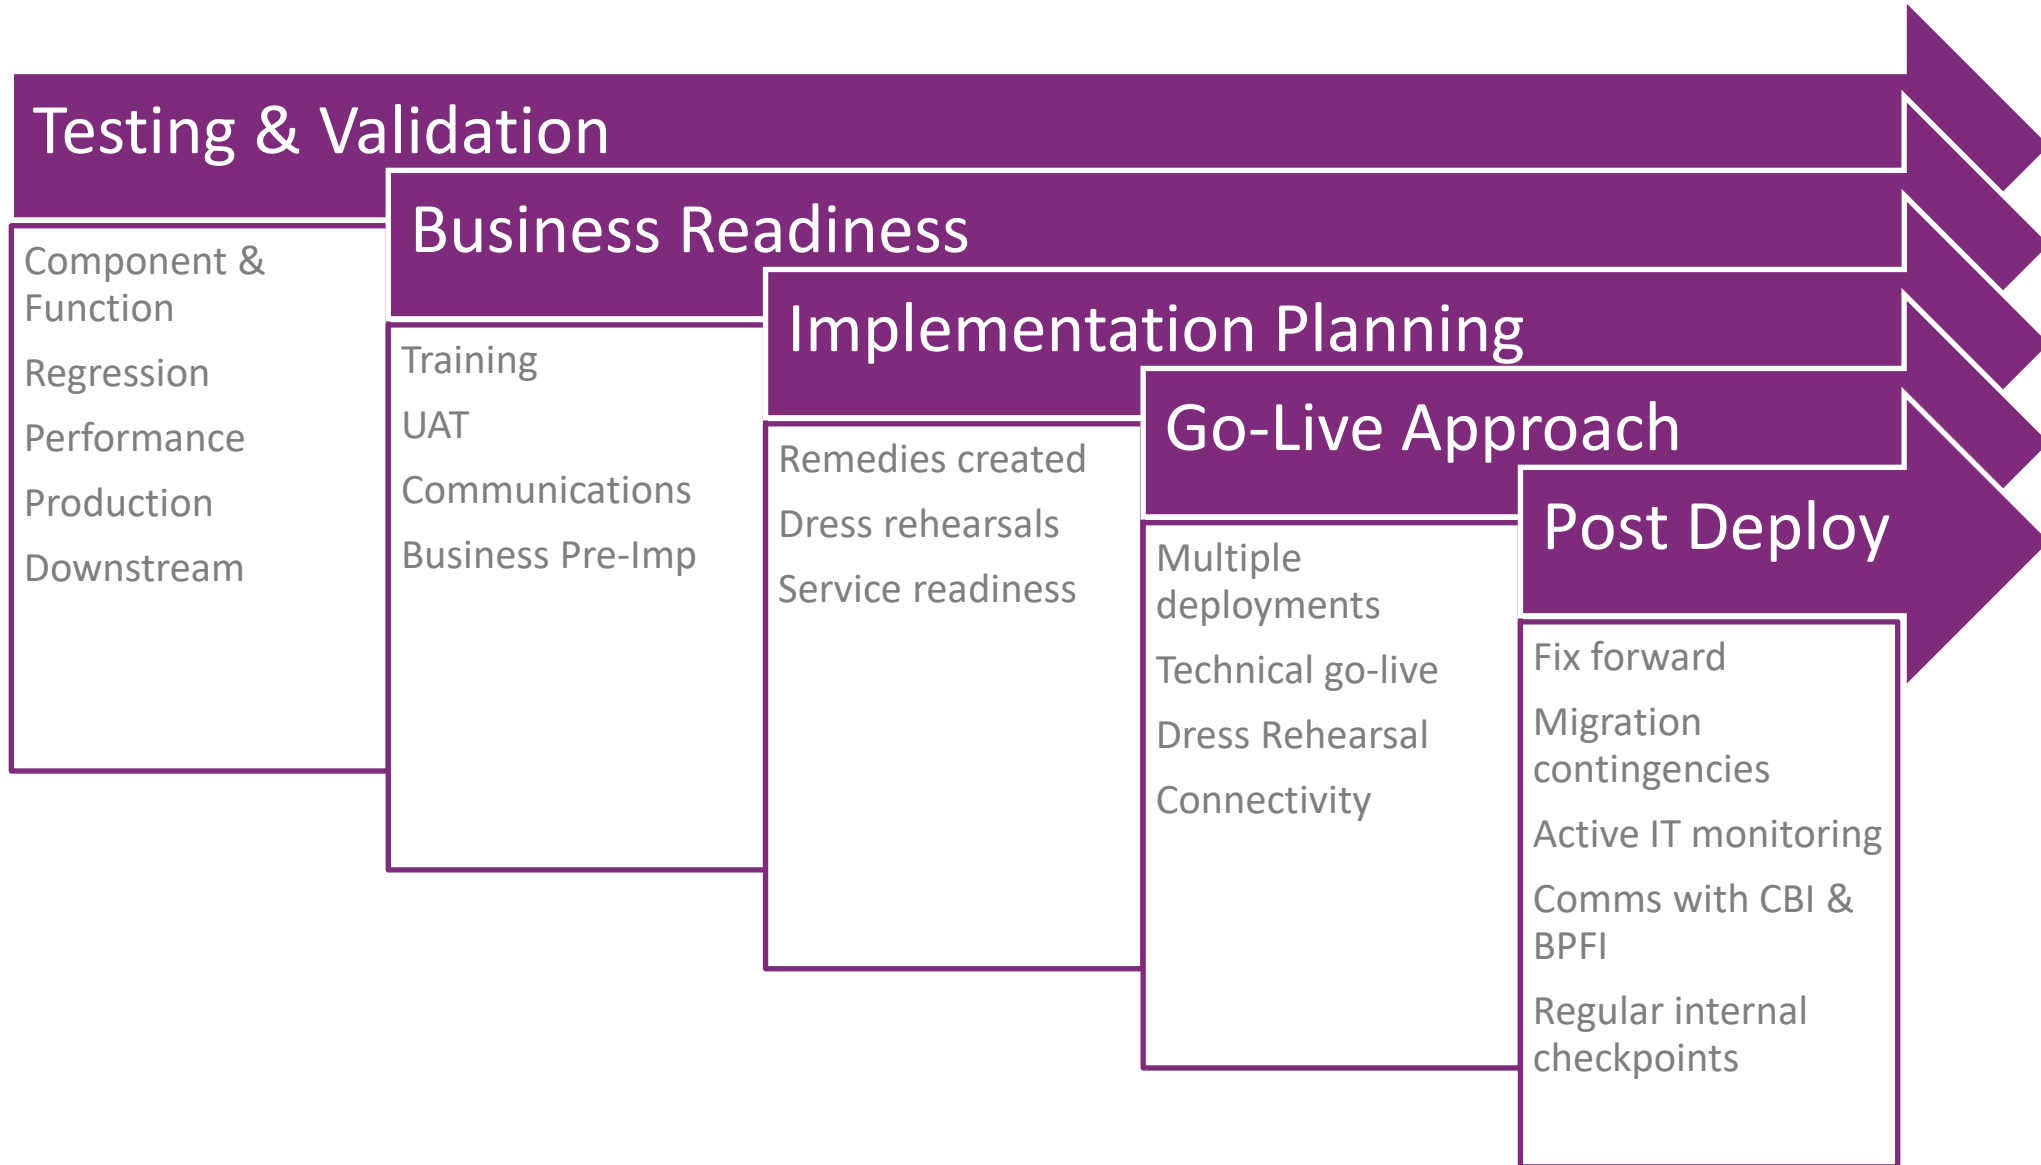 Testing & Validation
Component &
Function
Regression
Performance
Production
Downstream
Business Readiness
Training
UAT
Communications
Business Pre-Imp
Implementation Planning
Remedies created
Dress rehearsals
Service readiness
Go-Live Approach
Multiple
deployments
Technical go-live
Dress Rehearsal
Connectivity
Post Deploy
Fix forward
Migration
contingencies
Active IT monitoring
Comms with CBI &
BPFI
Regular internal
checkpoints